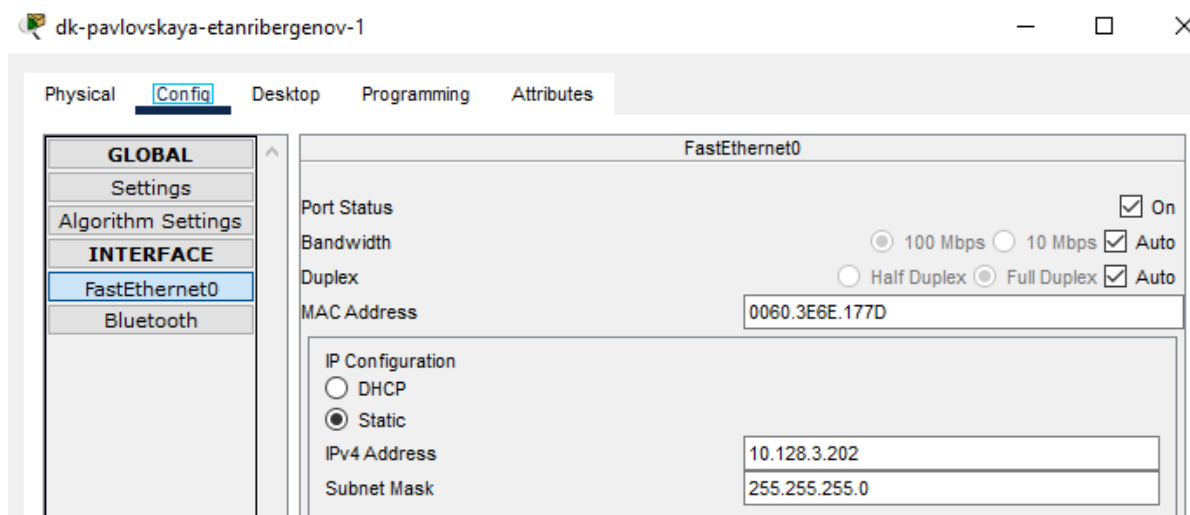 dk-pavlovskaya-etanribergenov-1
Physical Config Desktop Programming Attributes
GLOBAL
Settings
Algorithm Settings
INTERFACE
FastEthernet0
Bluetooth
FastEthernet0
Port Status On
Bandwidth 100 Mbps 10 Mbps Auto
Duplex Half Duplex Full Duplex Auto
MAC Address 0060.3E6E.177D
IP Configuration
DHCP
Static
IPv4 Address 10.128.3.202
Subnet Mask 255.255.255.0